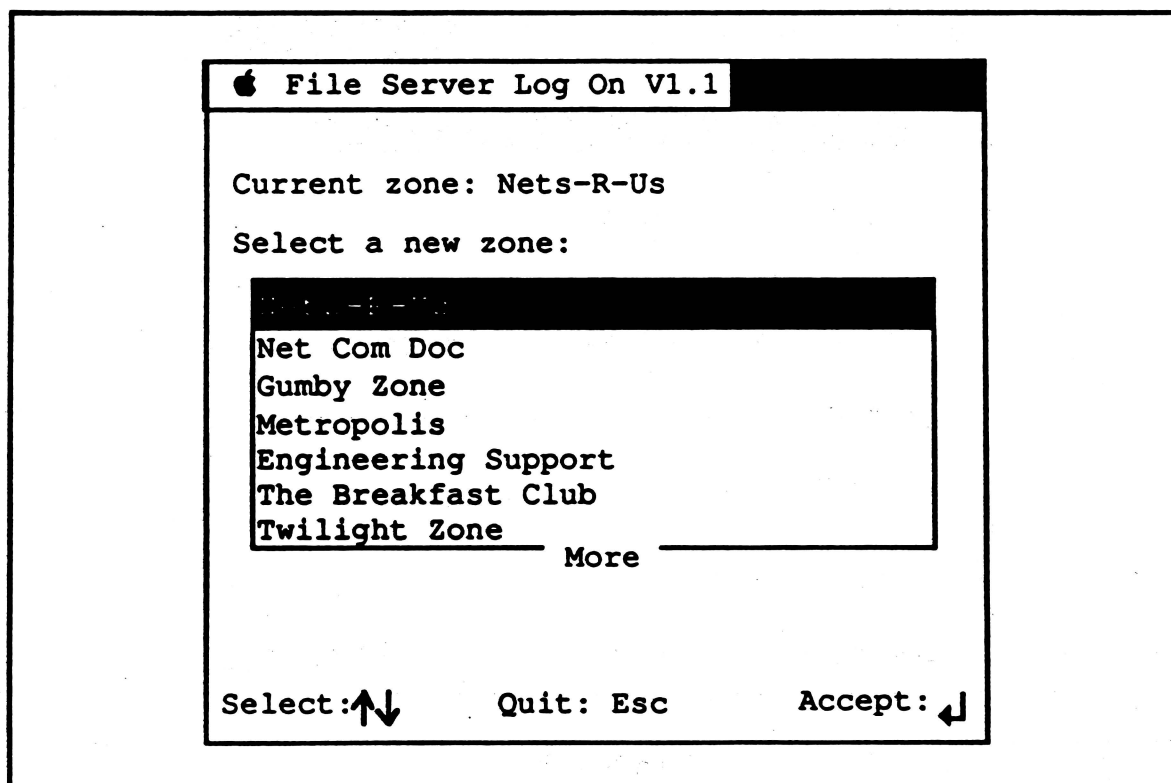 File Server Log On V1.1
Current zone: Nets-R-Us
Select a new zone:
Net Com Doc
Gumby Zone
Metropolis
Engineering Support
The Breakfast Club
Twilight Zone
More
Select:↑↓ Quit: Esc Accept:↲